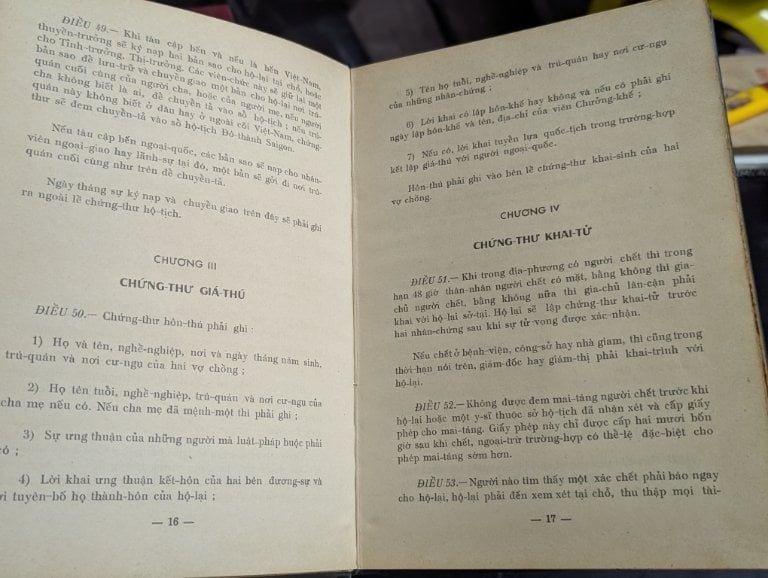 ĐIỀU 49.— Khi tàu cập bến và nếu là bến Việt-Nam,
thuyền-trưởng sẽ ký nạp hai bản sao cho hộ-lại tại chỗ, hoặc
cho Tỉnh-trưởng, Thị-trưởng. Các viên-chức này sẽ giữ lại một
bản sao để lưu-trữ và chuyển giao một bản cho hộ-lại nơi trú-
quán cuối cùng của người cha, hoặc của người mẹ, nếu người
cha không biết là ai, để chuyển tả vào sổ hộ-tịch ; nếu trú-
quán này không biết ở đâu hay ở ngoài cõi Việt-Nam, chứng-
thư sẽ đem chuyển-tả vào sổ hộ-tịch Đô-thành Saigon.
Nếu tàu cập bến ngoại-quốc, các bản sao sẽ nạp cho nhân-
viên ngoại-giao hay lãnh-sự tại đó, một bản sẽ gởi đi nơi trú-
quán cuối cùng như trên để chuyển-tả.
Ngày tháng sự ký nạp và chuyển giao trên đây sẽ phải ghi
ra ngoài lề chứng-thư hộ-tịch.
CHƯƠNG III
CHỨNG-THƯ GIÁ-THÚ
ĐIỀU 50.— Chứng-thư hôn-thú phải ghi :
1) Họ và tên, nghề-nghiệp, nơi và ngày tháng năm sinh,
trú-quán và nơi cư-ngụ của hai vợ chồng ;
2) Họ tên tuổi, nghề-nghiệp, trú-quán và nơi cư-ngụ của
cha mẹ nếu có. Nếu cha mẹ đã mệnh-một thì phải ghi ;
3) Sự ưng thuận của những người mà luật-pháp buộc phải
có ;
4) Lời khai ưng thuận kết-hôn của hai bên đương-sự và
lời tuyên-bố họ thành-hôn của hộ-lại ;
— 16 —
5) Tên họ tuổi, nghề-nghiệp và trú-quán hay nơi cư-ngụ
của những nhân-chứng ;
6) Lời khai có lập hôn-khế hay không và nếu có phải ghi
ngày lập hôn-khế và tên, địa-chỉ của viên Chưởng-khế ;
7) Nếu có, lời khai tuyển lựa quốc-tịch trong trường-hợp
kết lập giá-thú với người ngoại-quốc.
Hôn-thú phải ghi vào bên lề chứng-thư khai-sinh của hai
vợ chồng.
CHƯƠNG IV
CHỨNG-THƯ KHAI-TỬ
ĐIỀU 51.— Khi trong địa-phương có người chết thì trong
hạn 48 giờ thân-nhân người chết có mặt, bằng không thì gia-
chủ người chết, bằng không nữa thì gia-chủ lân-cận phải
khai với hộ-lại sở-tại. Hộ-lại sẽ lập chứng-thư khai-tử trước
hai nhân-chứng sau khi sự tử-vong được xác-nhận.
Nếu chết ở bệnh-viện, công-sở hay nhà giam, thì cũng trong
thời-hạn nói trên, giám-đốc hay giám-thị phải khai-trình với
hộ-lại.
ĐIỀU 52.—Không được đem mai-táng người chết trước khi
hộ-lại hoặc một y-sĩ thuộc sở hộ-tịch đã nhận xét và cấp giấy
phép cho mai-táng. Giấy phép này chỉ được cấp hai mươi bốn
giờ sau khi chết, ngoại-trừ trường-hợp có thể-lệ đặc-biệt cho
phép mai-táng sớm hơn.
ĐIỀU 53.—Người nào tìm thấy một xác chết phải báo ngay
cho hộ-lại, hộ-lại phải đến xem xét tại chỗ, thu thập mọi tài-
— 17 —